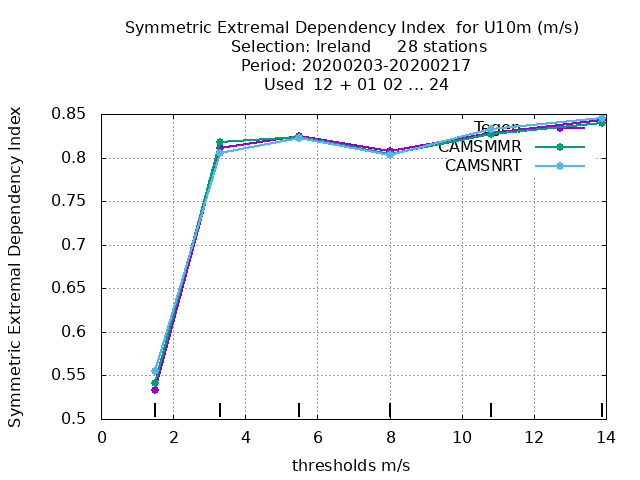 Symmetric Extremal Dependency Index for U10m (m/s)
Selection: Ireland 28 stations
Period: 20200203-20200217
Used 12 + 01 02 ... 24
Symmetric Extremal Dependency Index
0.85
0.8
0.75
0.7
0.65
0.6
0.55
0.5
Tegen
CAMSMMR
CAMSNRT
0 2 4 6 8 10 12 14
thresholds m/s